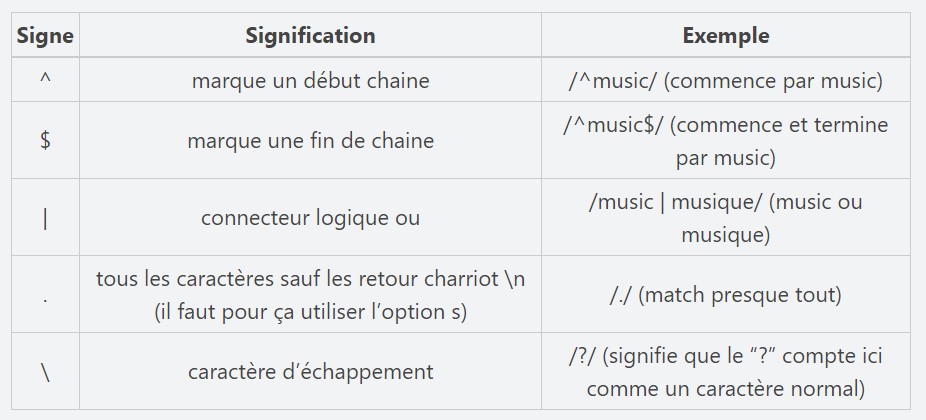 Signe Signification Exemple
^ marque un début chaine /^music/ (commence par music)
$ marque une fin de chaine /^music$/ (commence et termine
par music)
| connecteur logique ou /music | musique/ (music ou
musique)
. tous les caractères sauf les retour charriot \n
(il faut pour ça utiliser l’option s) /./ (match presque tout)
\ caractère d’échappement /?/ (signifie que le “?” compte ici
comme un caractère normal)